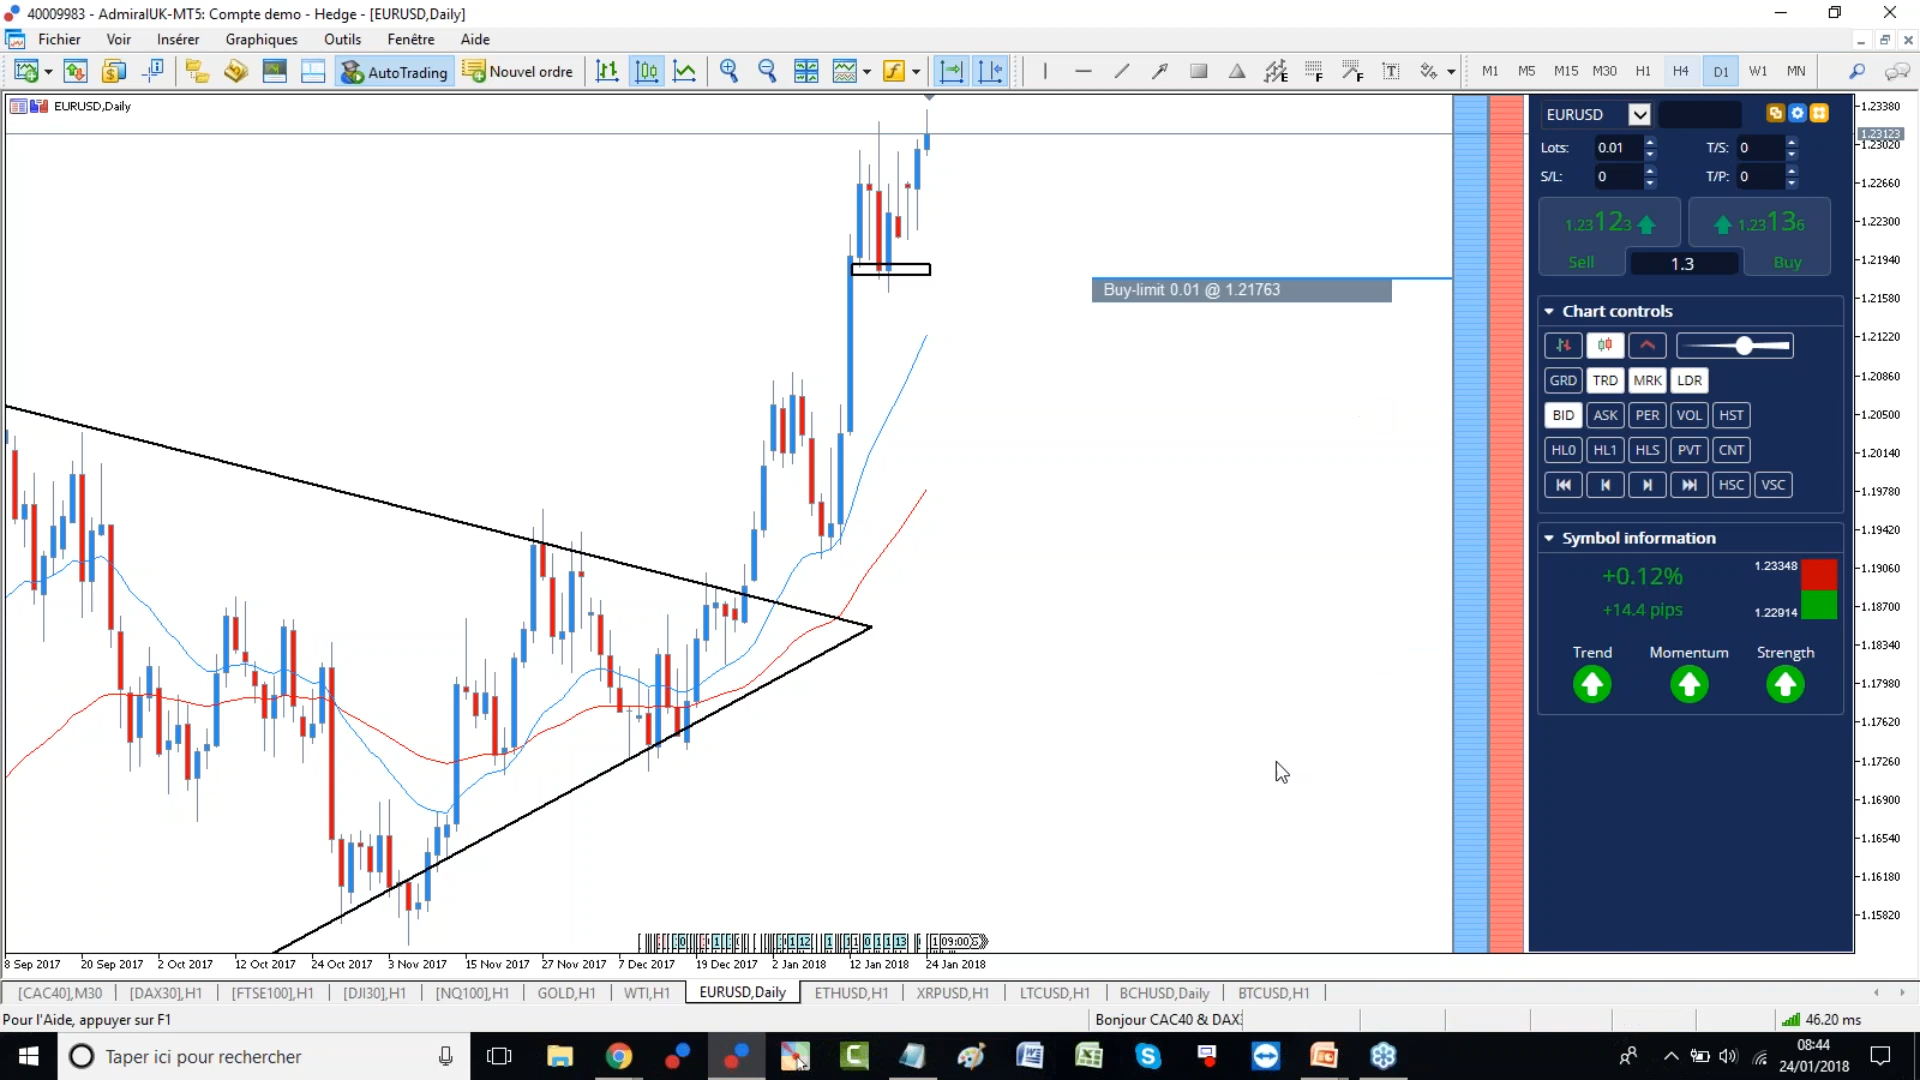 40009983 - AdmiralUK-MT5: Compte demo - Hedge - [EURUSD,Daily]
Fichier Voir Insérer Graphiques Outils Fenêtre Aide
AutoTrading Nouvel ordre M1 M5 M15 M30 H1 H4 D1 W1 MN
EURUSD,Daily
Buy-limit 0.01 @ 1.21763
EURUSD
Lots: 0.01 T/S: 0
S/L: 0 T/P: 0
1.23123 1.23136
Sell 1.3 Buy
Chart controls
GRD TRD MRK LDR
BID ASK PER VOL HST
HL0 HL1 HLS PVT CNT
HSC VSC
Symbol information
+0.12% 1.23348
+14.4 pips 1.22914
Trend Momentum Strength
1.23380
1.23123
1.23020
1.22660
1.22300
1.21940
1.21580
1.21220
1.20860
1.20500
1.20140
1.19780
1.19420
1.19060
1.18700
1.18340
1.17980
1.17620
1.17260
1.16900
1.16540
1.16180
1.15820
8 Sep 2017 20 Sep 2017 2 Oct 2017 12 Oct 2017 24 Oct 2017 3 Nov 2017 15 Nov 2017 27 Nov 2017 7 Dec 2017 19 Dec 2017 2 Jan 2018 12 Jan 2018 24 Jan 2018
[CAC40],M30 [DAX30],H1 [FTSE100],H1 [DJI30],H1 [NQ100],H1 GOLD,H1 WTI,H1 EURUSD,Daily ETHUSD,H1 XRPUSD,H1 LTCUSD,H1 BCHUSD,Daily BTCUSD,H1
Pour l'Aide, appuyer sur F1 Bonjour CAC40 & DAX 46.20 ms
Taper ici pour rechercher
08:44
24/01/2018